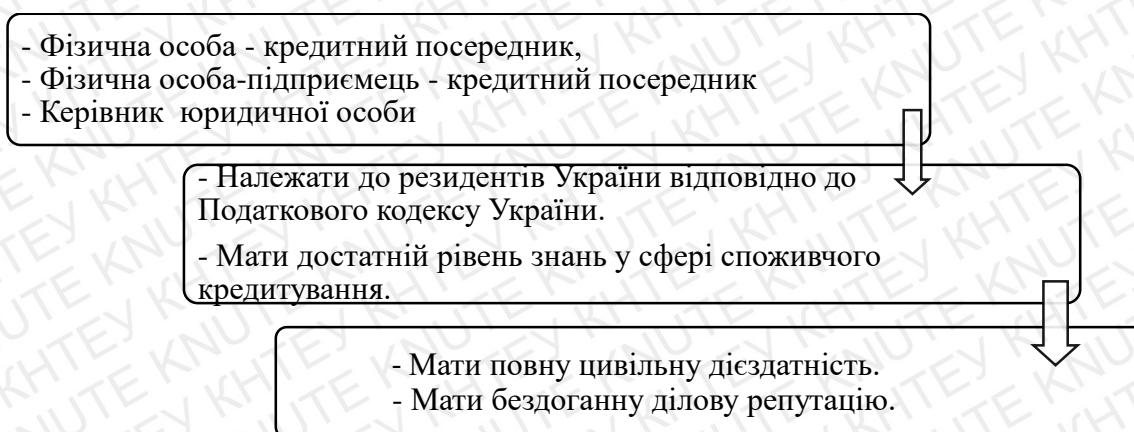 - Фізична особа - кредитний посередник,
- Фізична особа-підприємець - кредитний посередник
- Керівник юридичної особи
- Належати до резидентів України відповідно до
Податкового кодексу України.
- Мати достатній рівень знань у сфері споживчого
кредитування.
- Мати повну цивільну дієздатність.
- Мати бездоганну ділову репутацію.